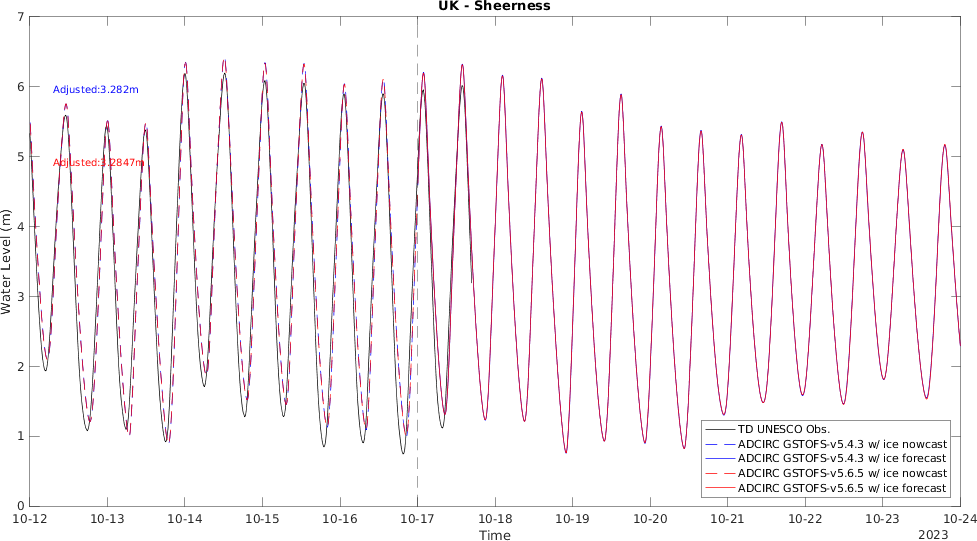 UK - Sheerness
7
6
5
4
3
2
1
0
Water Level (m)
Adjusted:3.282m
Adjusted:3.2847m
TD UNESCO Obs.
ADCIRC GSTOFS-v5.4.3 w/ ice nowcast
ADCIRC GSTOFS-v5.4.3 w/ ice forecast
ADCIRC GSTOFS-v5.6.5 w/ ice nowcast
ADCIRC GSTOFS-v5.6.5 w/ ice forecast
10-12 10-13 10-14 10-15 10-16 10-17 10-18 10-19 10-20 10-21 10-22 10-23 10-24
Time
2023